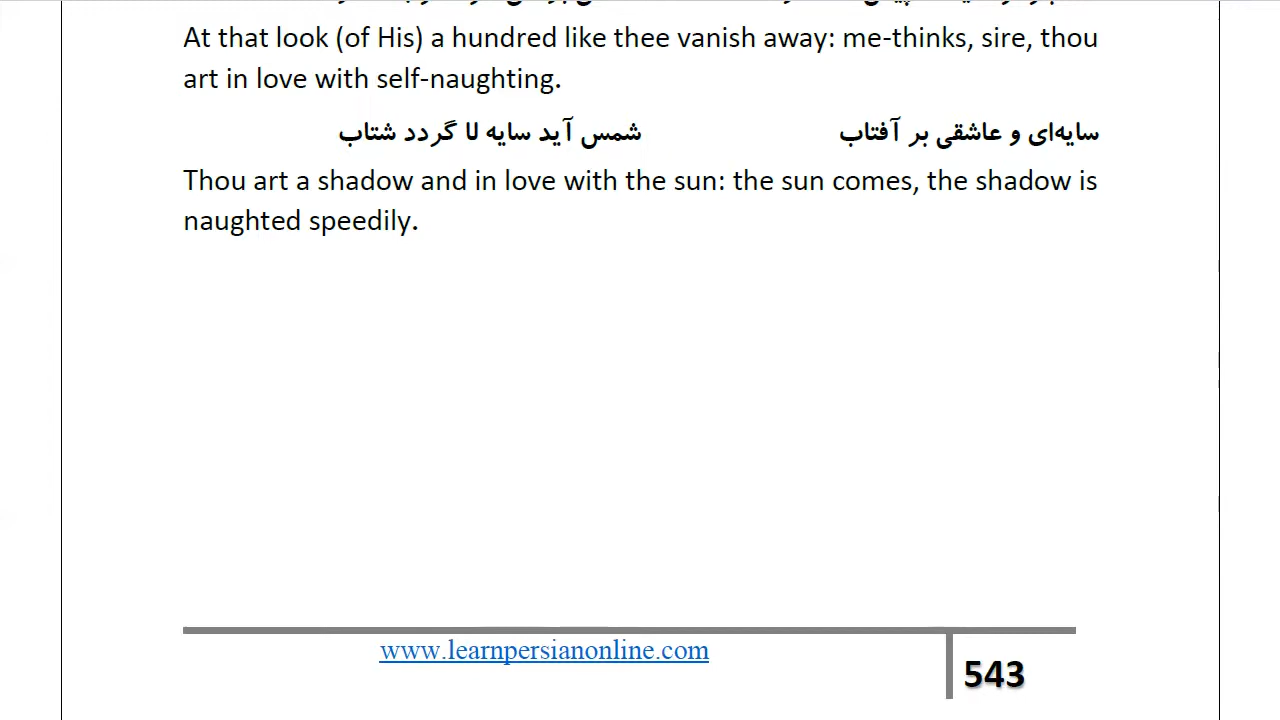 At that look (of His) a hundred like thee vanish away: me-thinks, sire, thou
art in love with self-naughting.
سایه‌ای و عاشقی بر آفتاب شمس آید سایه لا گردد شتاب
Thou art a shadow and in love with the sun: the sun comes, the shadow is
naughted speedily.
www.learnpersianonline.com
543